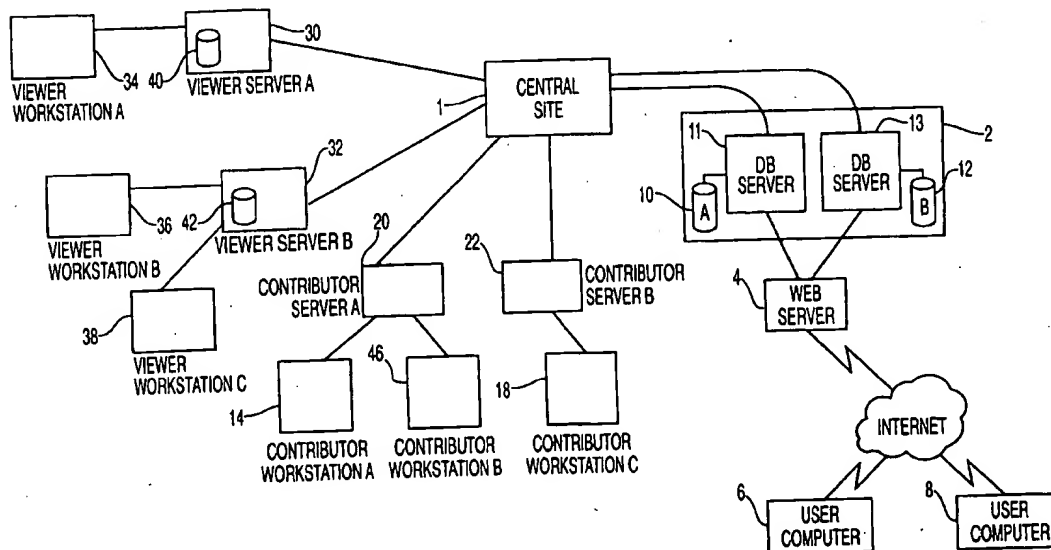 30
34
40
VIEWER SERVER A
VIEWER
WORKSTATION A
1
CENTRAL
SITE
11
13
2
DB
SERVER
DB
SERVER
10
A
B
12
32
36
42
VIEWER SERVER B
VIEWER
WORKSTATION B
20
22
CONTRIBUTOR
SERVER A
CONTRIBUTOR
SERVER B
4
WEB
SERVER
38
VIEWER
WORKSTATION C
14
46
18
CONTRIBUTOR
WORKSTATION A
CONTRIBUTOR
WORKSTATION B
CONTRIBUTOR
WORKSTATION C
INTERNET
6
USER
COMPUTER
8
USER
COMPUTER